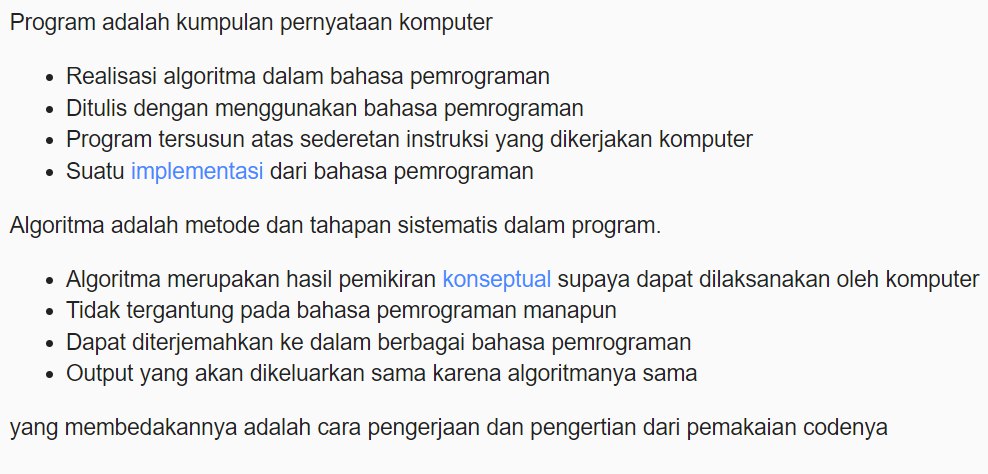 Program adalah kumpulan pernyataan komputer
• Realisasi algoritma dalam bahasa pemrograman
• Ditulis dengan menggunakan bahasa pemrograman
• Program tersusun atas sederetan instruksi yang dikerjakan komputer
• Suatu implementasi dari bahasa pemrograman
Algoritma adalah metode dan tahapan sistematis dalam program.
• Algoritma merupakan hasil pemikiran konseptual supaya dapat dilaksanakan oleh komputer
• Tidak tergantung pada bahasa pemrograman manapun
• Dapat diterjemahkan ke dalam berbagai bahasa pemrograman
• Output yang akan dikeluarkan sama karena algoritmanya sama
yang membedakannya adalah cara pengerjaan dan pengertian dari pemakaian codenya